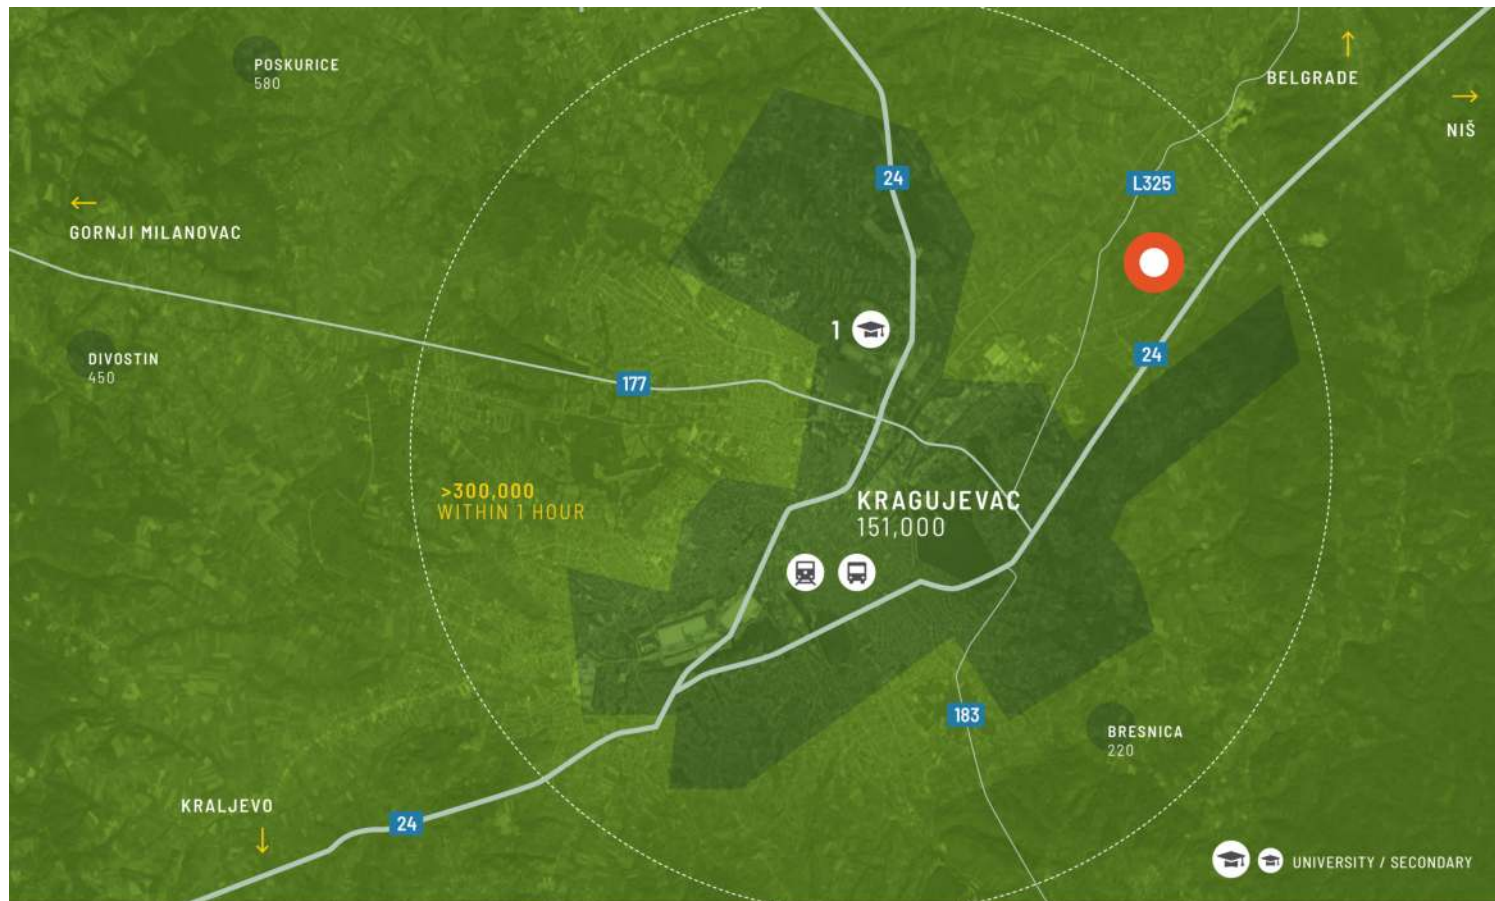 POSKURICE
580
BELGRADE
NIŠ
24
L325
GORNJI MILANOVAC
1
DIVOSTIN
450
177
24
>300,000
WITHIN 1 HOUR
KRAGUJEVAC
151,000
183
BRESNICA
220
KRALJEVO
24
UNIVERSITY / SECONDARY